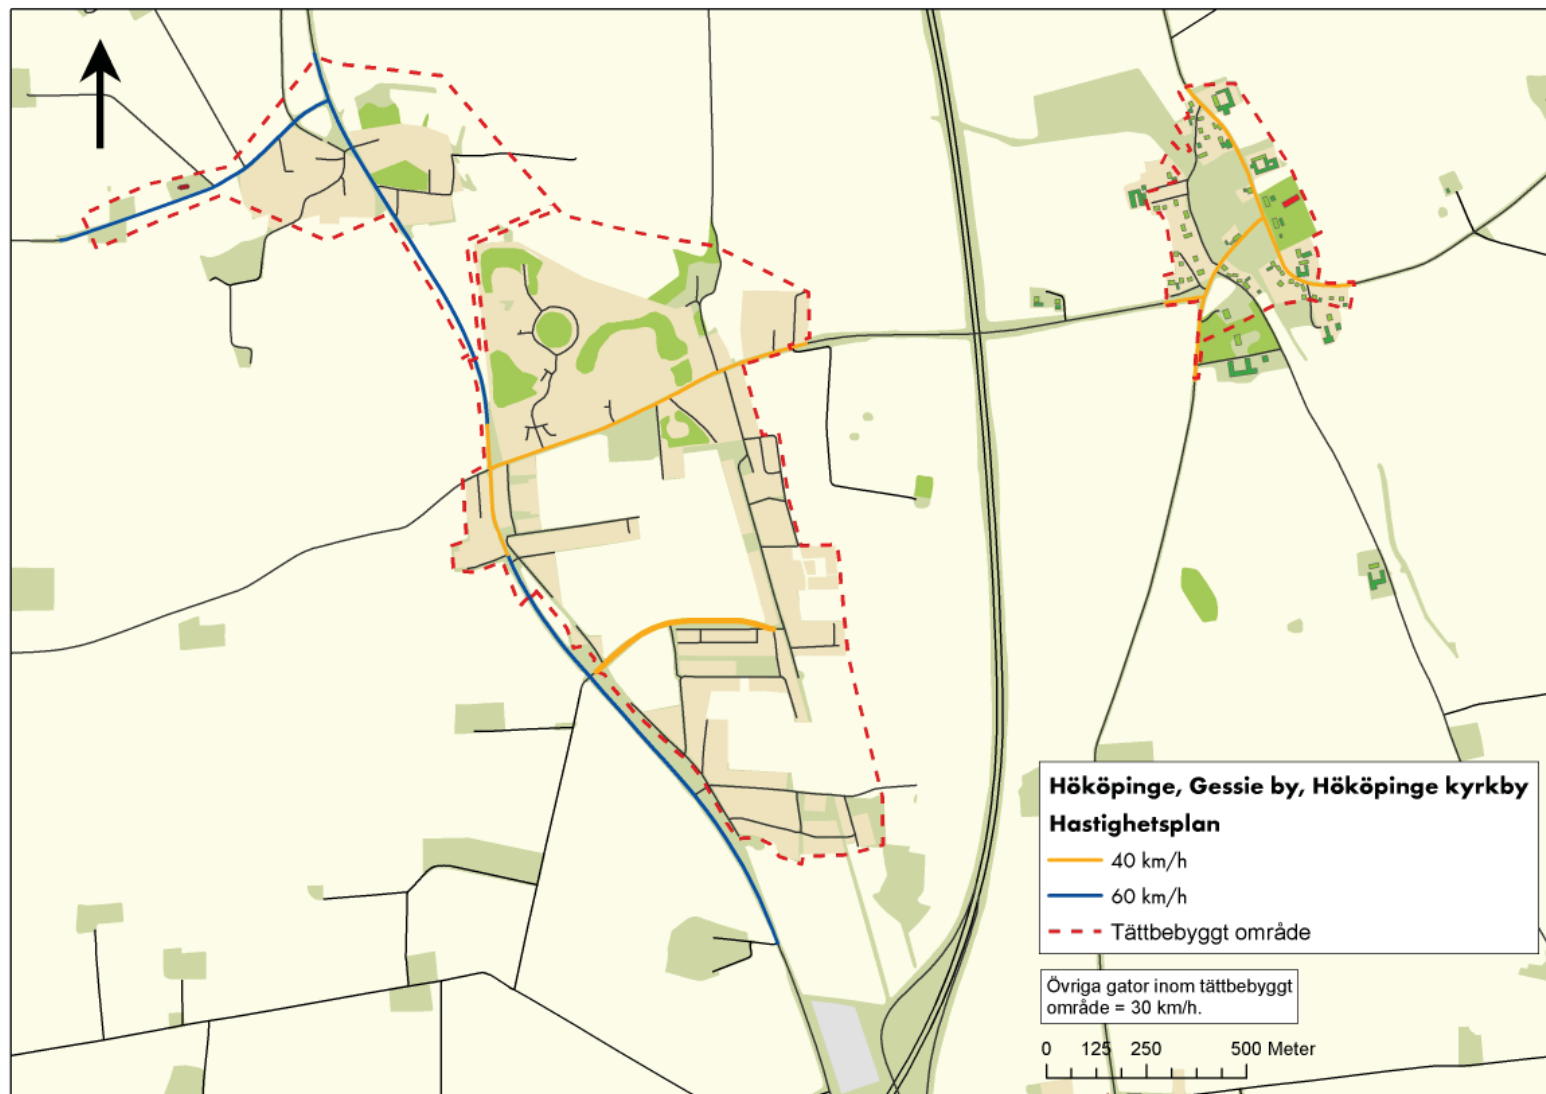 Hököpinge, Gessie by, Hököpinge kyrkby
Hastighetsplan
40 km/h
60 km/h
Tättbebyggt område
Övriga gator inom tättbebyggt
område = 30 km/h.
0 125 250 500 Meter